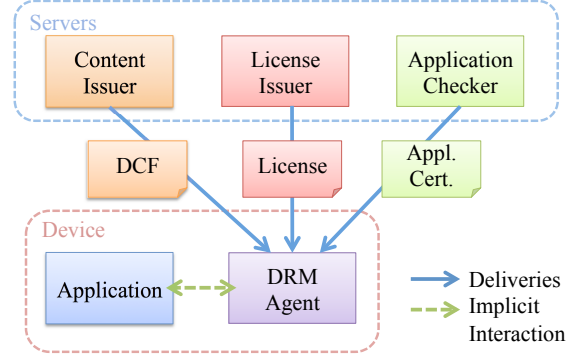 Servers
Content
Issuer
License
Issuer
Application
Checker
DCF
License
Appl.
Cert.
Device
Application
DRM
Agent
Deliveries
Implicit
Interaction